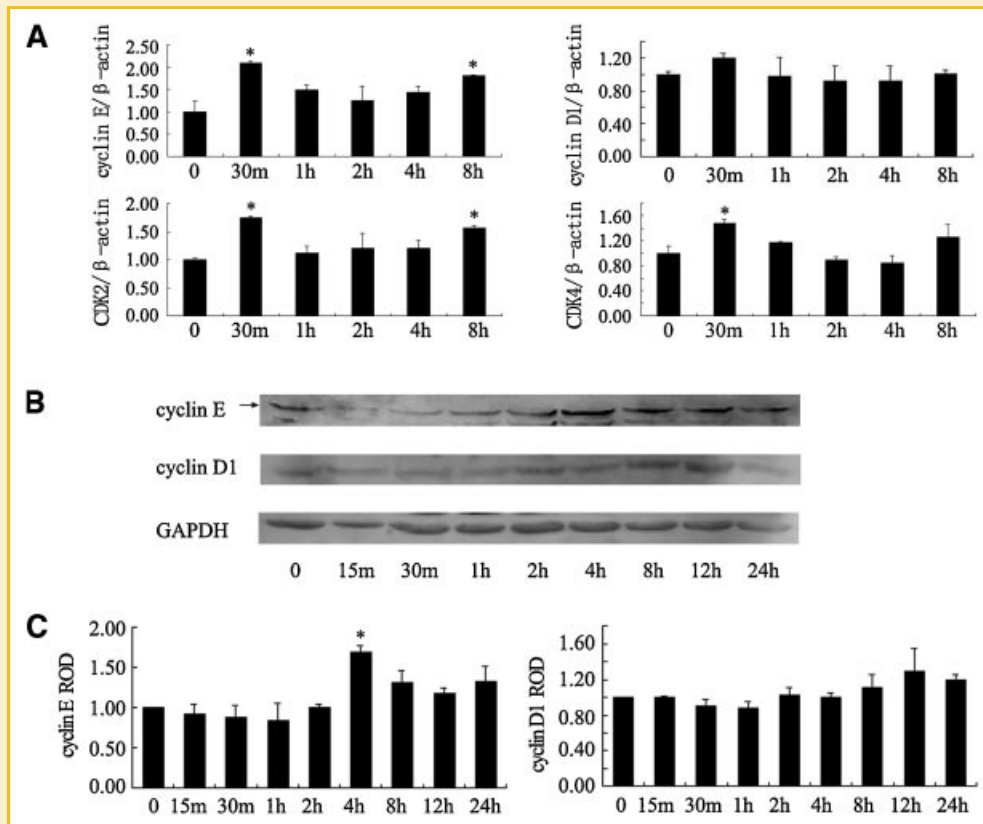 A
cyclin E/β-actin
2.50
2.00
1.50
1.00
0.50
0.00
* *
0 30m 1h 2h 4h 8h
cyclin D1/β-actin
1.20
0.80
0.40
0.00
0 30m 1h 2h 4h 8h
CDK2/β-actin
2.00
1.50
1.00
0.50
0.00
* *
0 30m 1h 2h 4h 8h
CDK4/β-actin
1.60
1.20
0.80
0.40
0.00
*
0 30m 1h 2h 4h 8h
B
cyclin E
cyclin D1
GAPDH
0 15m 30m 1h 2h 4h 8h 12h 24h
C
cyclin E ROD
2.00
1.50
1.00
0.50
0.00
*
0 15m 30m 1h 2h 4h 8h 12h 24h
cyclin D1 ROD
1.60
1.20
0.80
0.40
0.00
0 15m 30m 1h 2h 4h 8h 12h 24h